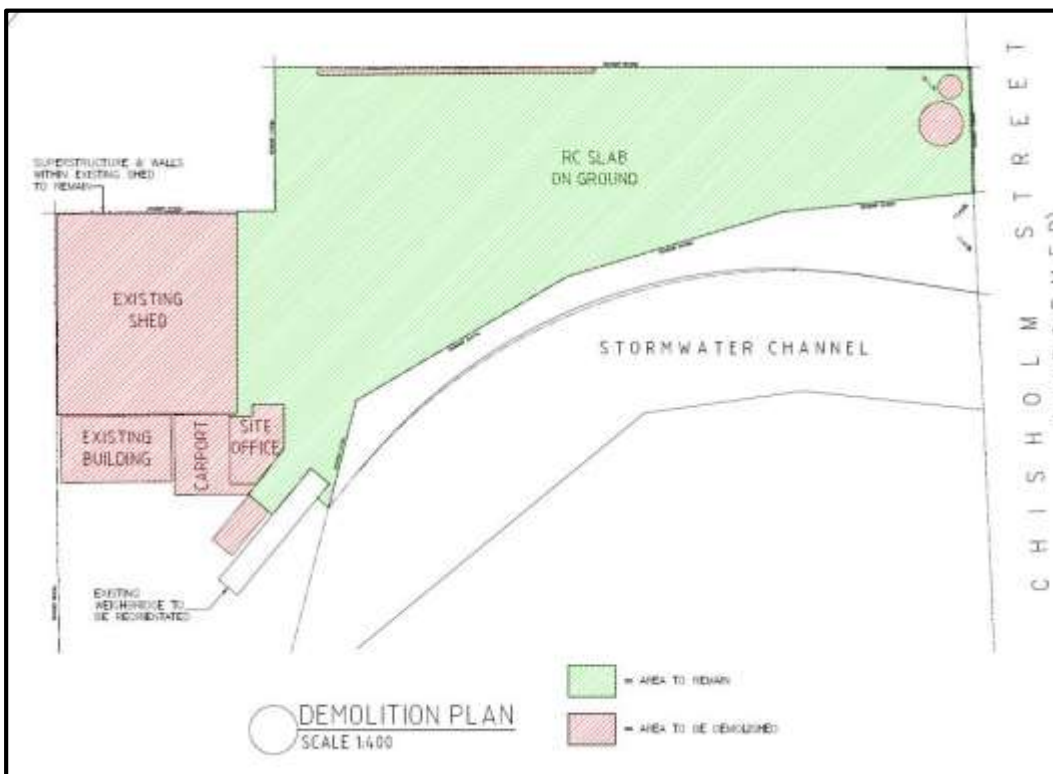 SUPERSTRUCTURE & WALLS
WITHIN EXISTING SHED
TO REMAIN
RC SLAB
ON GROUND
EXISTING
SHED
STORMWATER CHANNEL
CHISHOLM STREET
EXISTING
BUILDING
CARPORT
SITE
OFFICE
EXISTING
WEIGHBRIDGE TO
BE REORIENTATED
= AREA TO REMAIN
= AREA TO BE DEMOLISHED
DEMOLITION PLAN
SCALE 1:400